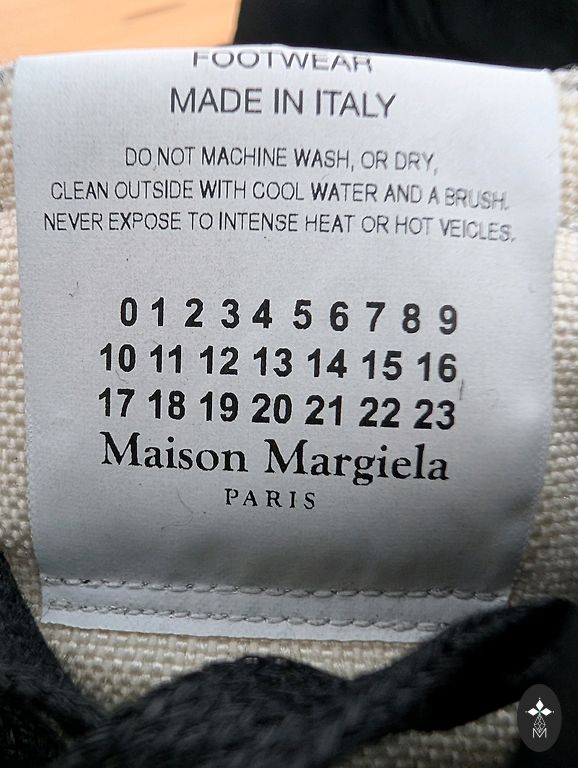 FOOTWEAR
MADE IN ITALY
DO NOT MACHINE WASH, OR DRY,
CLEAN OUTSIDE WITH COOL WATER AND A BRUSH.
NEVER EXPOSE TO INTENSE HEAT OR HOT VEICLES.
0 1 2 3 4 5 6 7 8 9
10 11 12 13 14 15 16
17 18 19 20 21 22 23
Maison Margiela
PARIS
M